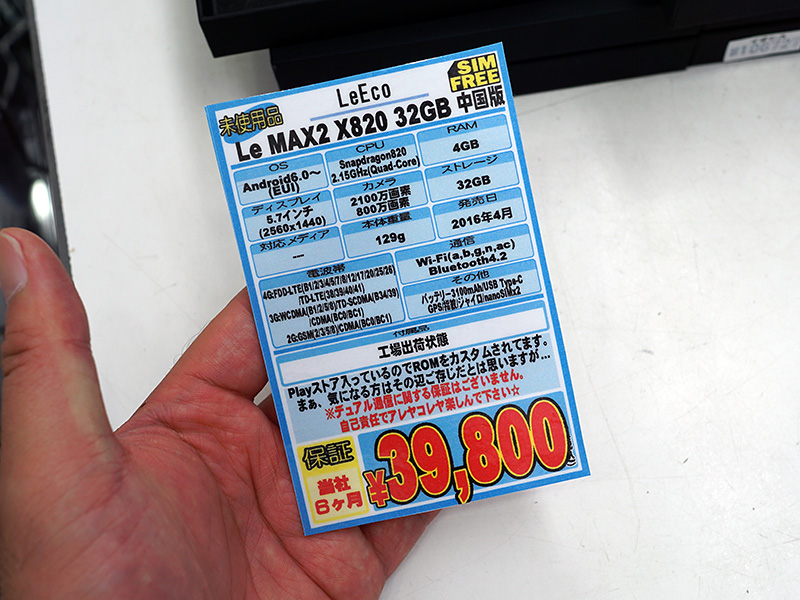 LeEco
SIM
FREE
未使用品
Le MAX2 X820 32GB 中国版
OS
Android6.0～
(EUI)
CPU
Snapdragon820
2.15GHz(Quad-Core)
RAM
4GB
ディスプレイ
5.7インチ
(2560x1440)
カメラ
2100万画素
800万画素
ストレージ
32GB
対応メディア
---
本体重量
129g
発売日
2016年4月
電波帯
4G:FDD-LTE(B1/2/3/4/5/7/8/12/17/20/25/26)
/TD-LTE(38/39/40/41)
3G:WCDMA(B1/2/5/8)/TD-SCDMA(B34/39)
/CDMA(BC0/BC1)
2G:GSM(2/3/5/8)/CDMA(BC0/BC1)
通信
Wi-Fi(a,b,g,n,ac)
Bluetooth4.2
その他
バッテリー3100mAh/USB Type-C
GPS/指紋/ジャイロ/nanoSIMx2
付属品
工場出荷状態
Playストア入っているのでROMをカスタムされてます。
まぁ、気になる方はその辺ご存じだとは思いますが…
※デュアル通信に関する保証はございません。
自己責任でアレヤコレヤ楽しんで下さい☆
保証
当社
6ヶ月
¥39,800